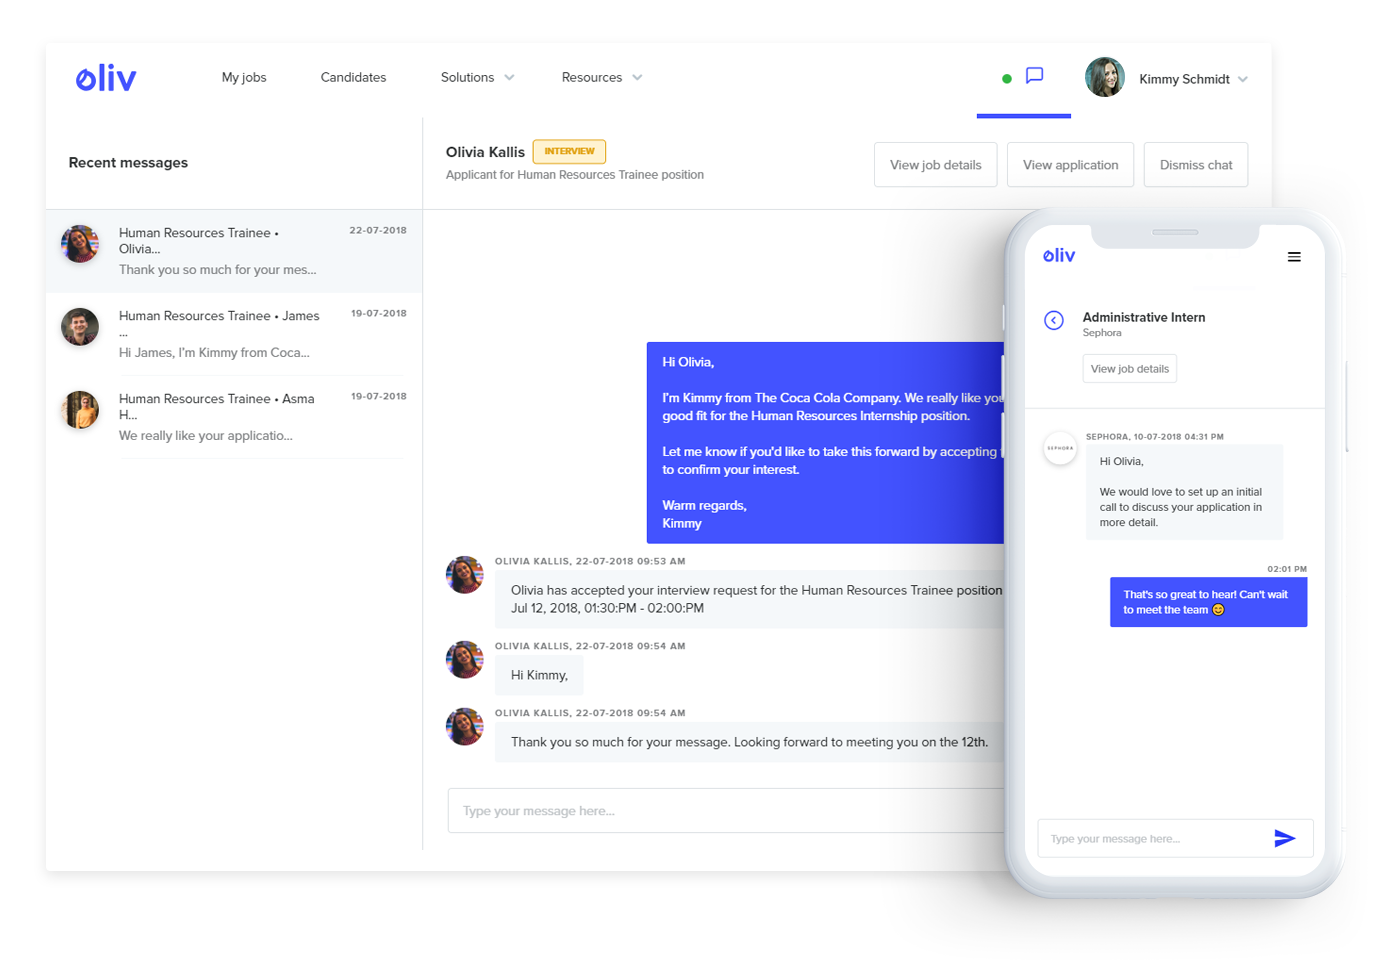 oliv
My jobs
Candidates
Solutions
Resources
Kimmy Schmidt
Recent messages
Human Resources Trainee • 22-07-2018
Olivia...
Thank you so much for your mes...
Human Resources Trainee • James 19-07-2018
...
Hi James, I'm Kimmy from Coca...
Human Resources Trainee • Asma 19-07-2018
H...
We really like your applicatio...
Olivia Kallis INTERVIEW
Applicant for Human Resources Trainee position
View job details
View application
Dismiss chat
Hi Olivia,
I'm Kimmy from The Coca Cola Company. We really like
good fit for the Human Resources Internship position.
Let me know if you'd like to take this forward by accepting
to confirm your interest.
Warm regards,
Kimmy
OLIVIA KALLIS, 22-07-2018 09:53 AM
Olivia has accepted your interview request for the Human Resources Trainee position
Jul 12, 2018, 01:30:PM - 02:00:PM
OLIVIA KALLIS, 22-07-2018 09:54 AM
Hi Kimmy,
OLIVIA KALLIS, 22-07-2018 09:54 AM
Thank you so much for your message. Looking forward to meeting you on the 12th.
Type your message here...
oliv
Administrative Intern
Sephora
View job details
SEPHORA
SEPHORA, 10-07-2018 04:31 PM
Hi Olivia,
We would love to set up an initial
call to discuss your application in
more detail.
02:01 PM
That's so great to hear! Can't wait
to meet the team 😊
Type your message here...